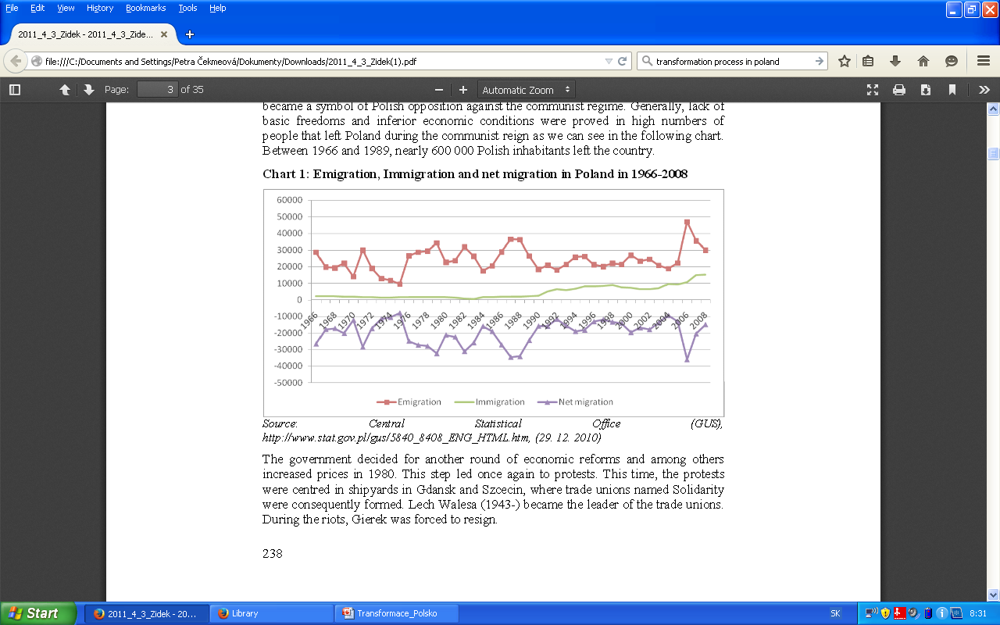 File Edit View History Bookmarks Tools Help
2011_4_3_Zidek - 2011_4_3_Zide...
file:///C:/Documents and Settings/Petra Čekmeová/Dokumenty/Downloads/2011_4_3_Zidek(1).pdf
transformation process in poland
Page: 3 of 35
Automatic Zoom
became a symbol of Polish opposition against the communist regime. Generally, lack of
basic freedoms and inferior economic conditions were proved in high numbers of
people that left Poland during the communist reign as we can see in the following chart.
Between 1966 and 1989, nearly 600 000 Polish inhabitants left the country.
Chart 1: Emigration, Immigration and net migration in Poland in 1966-2008
60000
50000
40000
30000
20000
10000
0
-10000
-20000
-30000
-40000
-50000
1966 1968 1970 1972 1974 1976 1978 1980 1982 1984 1986 1988 1990 1992 1994 1996 1998 2000 2002 2004 2006 2008
Emigration Immigration Net migration
Source: Central Statistical Office (GUS),
http://www.stat.gov.pl/gus/5840_8408_ENG_HTML.htm, (29. 12. 2010)
The government decided for another round of economic reforms and among others
increased prices in 1980. This step led once again to protests. This time, the protests
were centred in shipyards in Gdansk and Szcecin, where trade unions named Solidarity
were consequently formed. Lech Walesa (1943-) became the leader of the trade unions.
During the riots, Gierek was forced to resign.
238
Start 2011_4_3_Zidek - 20... Library Transformace_Polsko SK 8:31